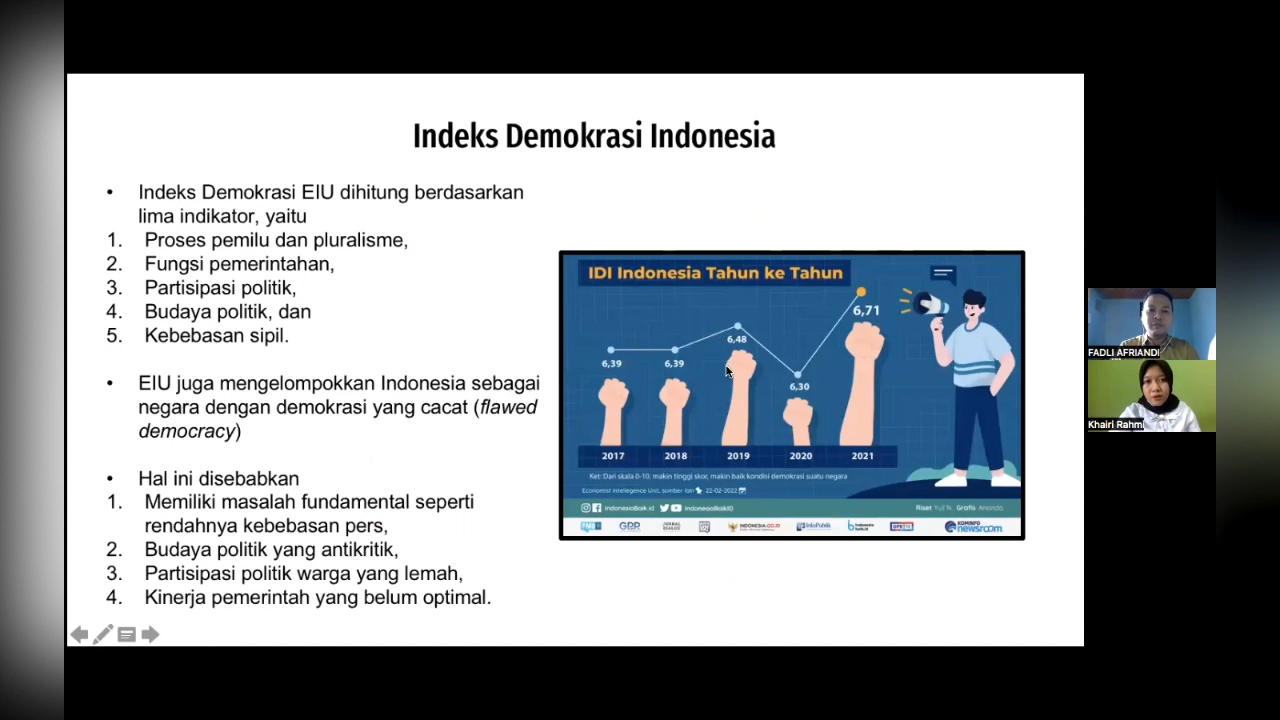 Indeks Demokrasi Indonesia
• Indeks Demokrasi EIU dihitung berdasarkan
lima indikator, yaitu
1. Proses pemilu dan pluralisme,
2. Fungsi pemerintahan,
3. Partisipasi politik,
4. Budaya politik, dan
5. Kebebasan sipil.
• EIU juga mengelompokkan Indonesia sebagai
negara dengan demokrasi yang cacat (flawed
democracy)
• Hal ini disebabkan
1. Memiliki masalah fundamental seperti
rendahnya kebebasan pers,
2. Budaya politik yang antikritik,
3. Partisipasi politik warga yang lemah,
4. Kinerja pemerintah yang belum optimal.
IDI Indonesia Tahun ke Tahun
6,39
6,39
6,48
6,30
6,71
2017 2018 2019 2020 2021
Ket: Dari skala 0-10, makin tinggi skor, makin baik kondisi demokrasi suatu negara
Economist Intellegence Unit, sumber lain 22-02-2022
indonesiabaik.id IndonesiaBaikID
Riset Yuli N. Grafis Ananda
GPR
INDONESIA.GO.ID
InfoPublik
KOMINFO
newsroom
FADLI AFRIANDI
Khairi Rahmi